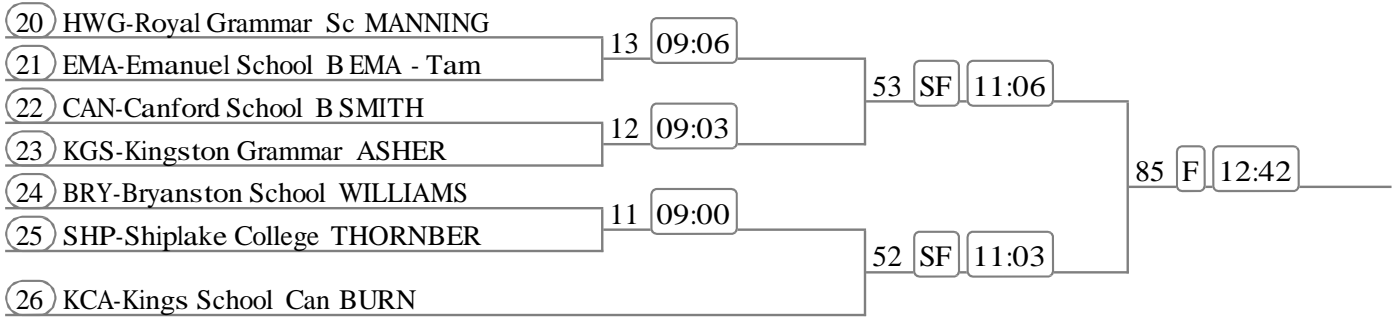 20 HWG-Royal Grammar Sc MANNING
13 09:06
21 EMA-Emanuel School B EMA - Tam
53 SF 11:06
22 CAN-Canford School B SMITH
12 09:03
23 KGS-Kingston Grammar ASHER
85 F 12:42
24 BRY-Bryanston School WILLIAMS
11 09:00
25 SHP-Shiplake College THORNBER
52 SF 11:03
26 KCA-Kings School Can BURN